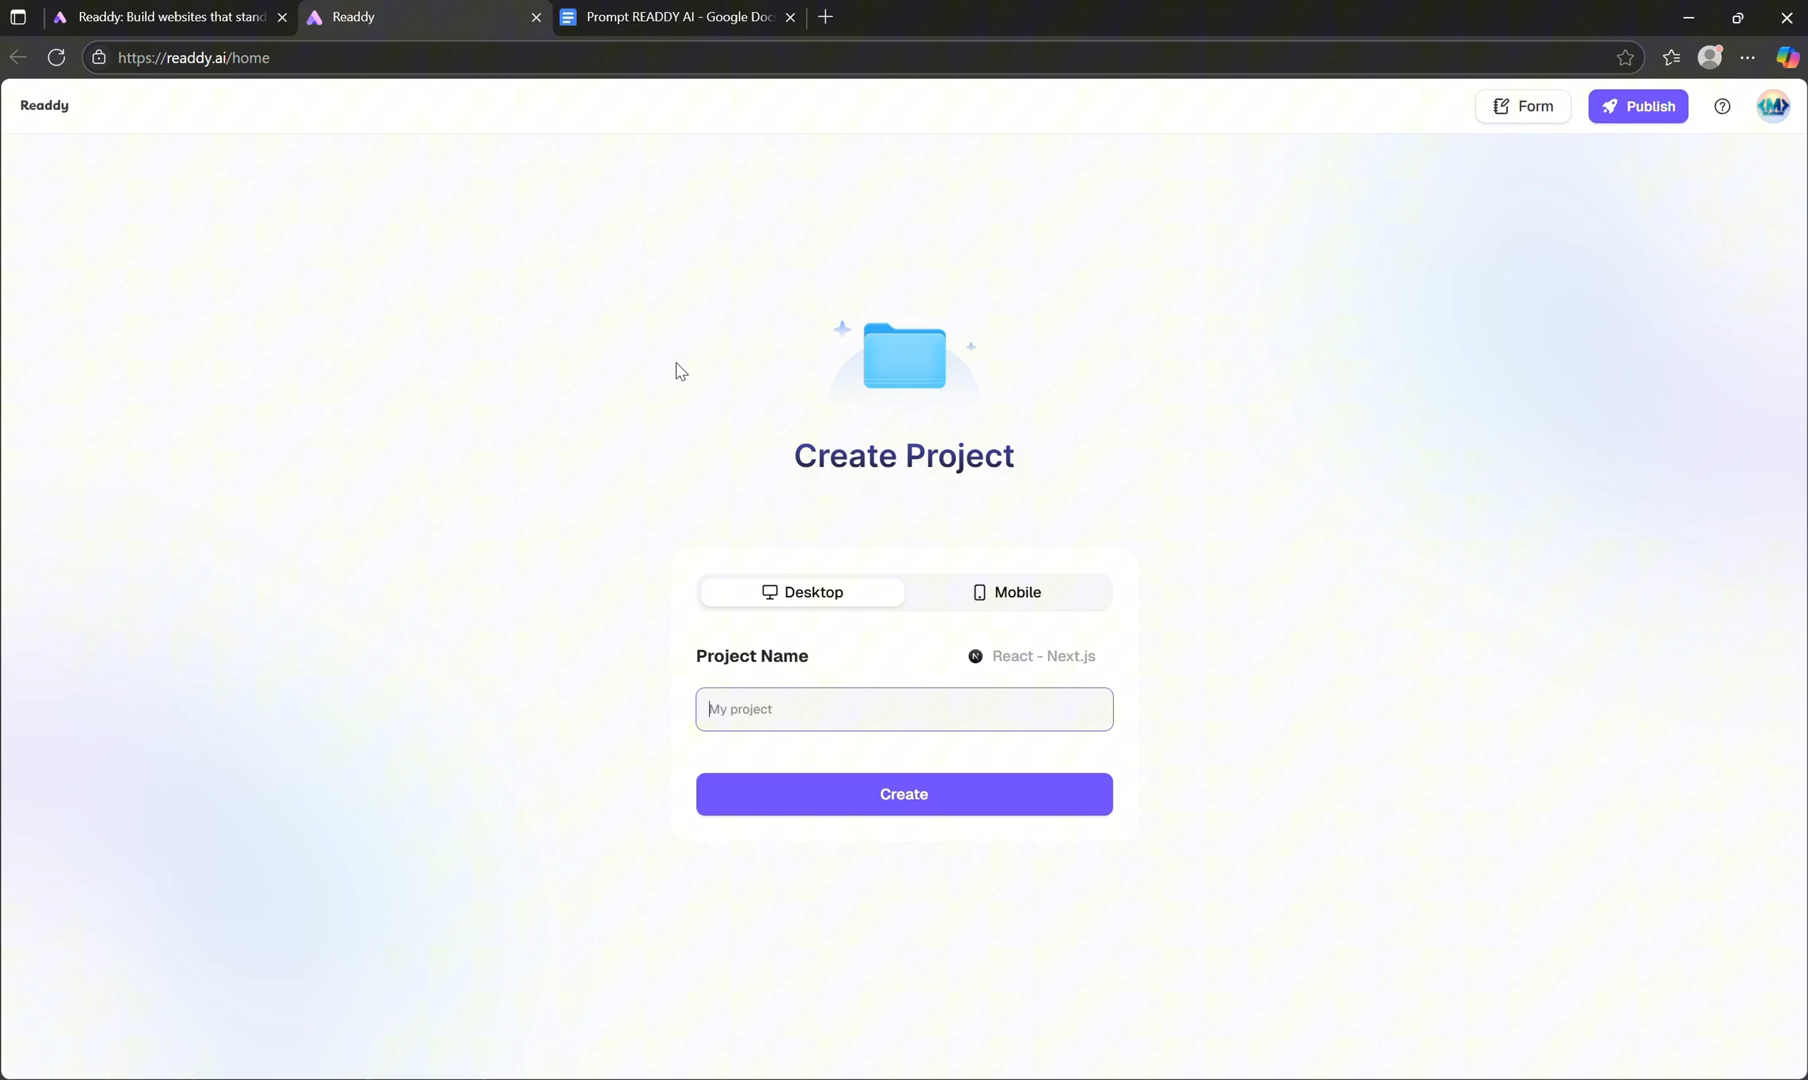 Readdy: Build websites that stand
Readdy
Prompt READDY AI - Google Doc
https://readdy.ai/home
Readdy
Form
Publish
Create Project
Desktop
Mobile
Project Name
React - Next.js
My project
Create